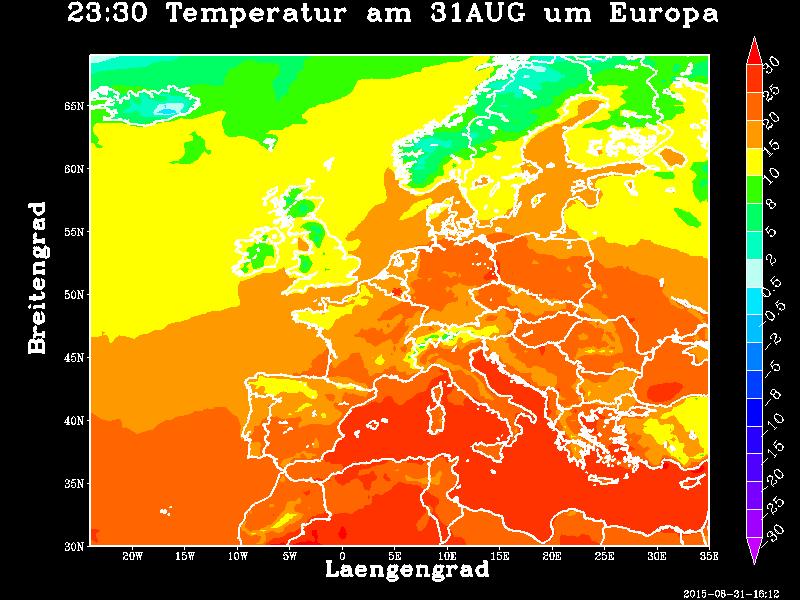 23:30 Temperatur am 31AUG um Europa
Breitengrad
65N
60N
55N
50N
45N
40N
35N
30N
20W
15W
10W
5W
0
5E
10E
15E
20E
25E
30E
35E
Laengengrad
30
25
20
15
10
8
5
2
0.5
-0.5
-2
-5
-8
-10
-15
-20
-25
-30
2015-08-31-16:12